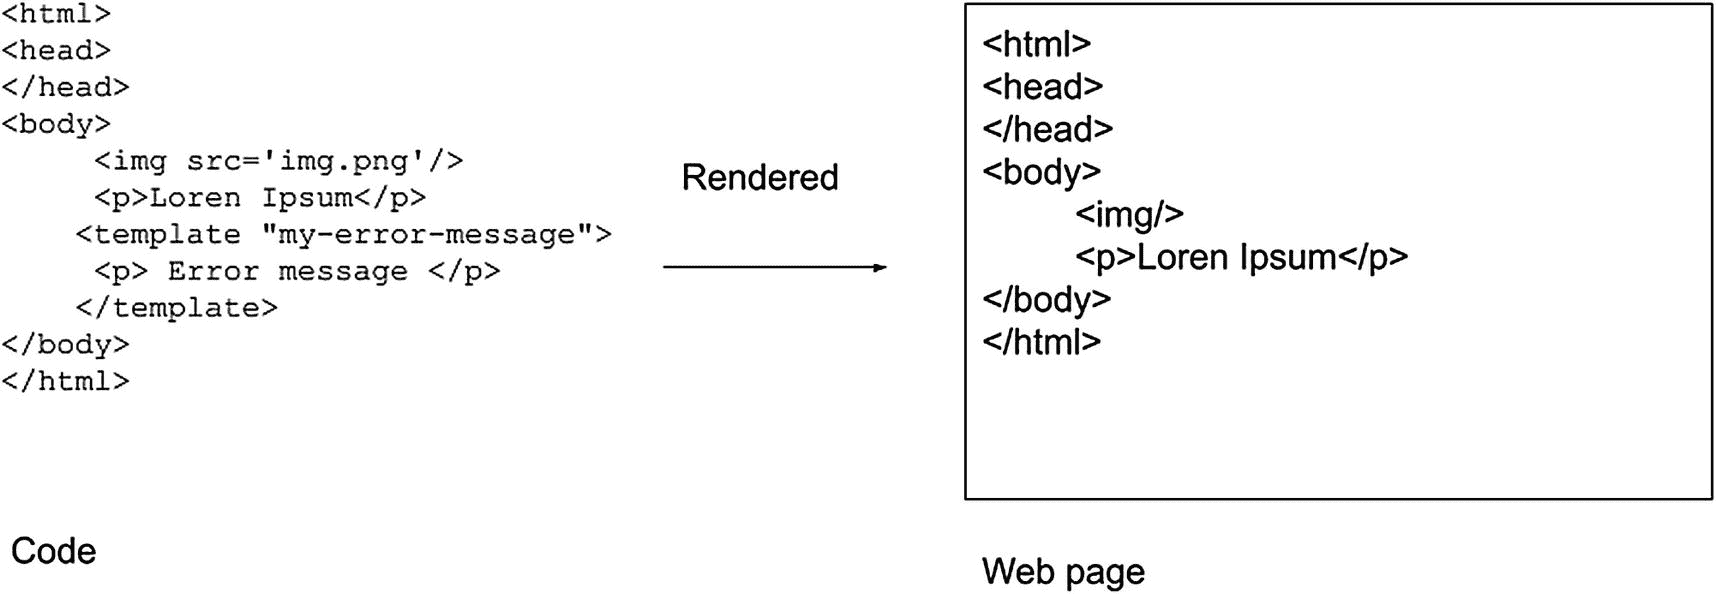 <html>
<head>
</head>
<body>
<img src='img.png'/>
<p>Loren Ipsum</p>
<template "my-error-message">
<p> Error message </p>
</template>
</body>
</html>
Code
Rendered
<html>
<head>
</head>
<body>
<img/>
<p>Loren Ipsum</p>
</body>
</html>
Web page